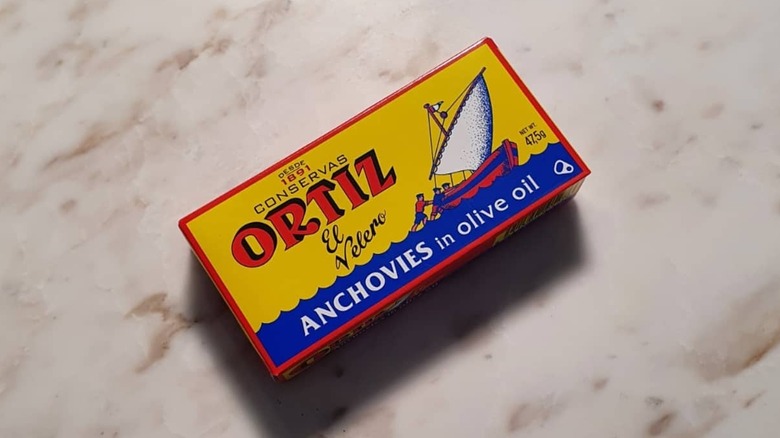 DESDE
1891
CONSERVAS
ORTIZ
El
Velero
NET WT.
47,5g
ANCHOVIES in olive oil